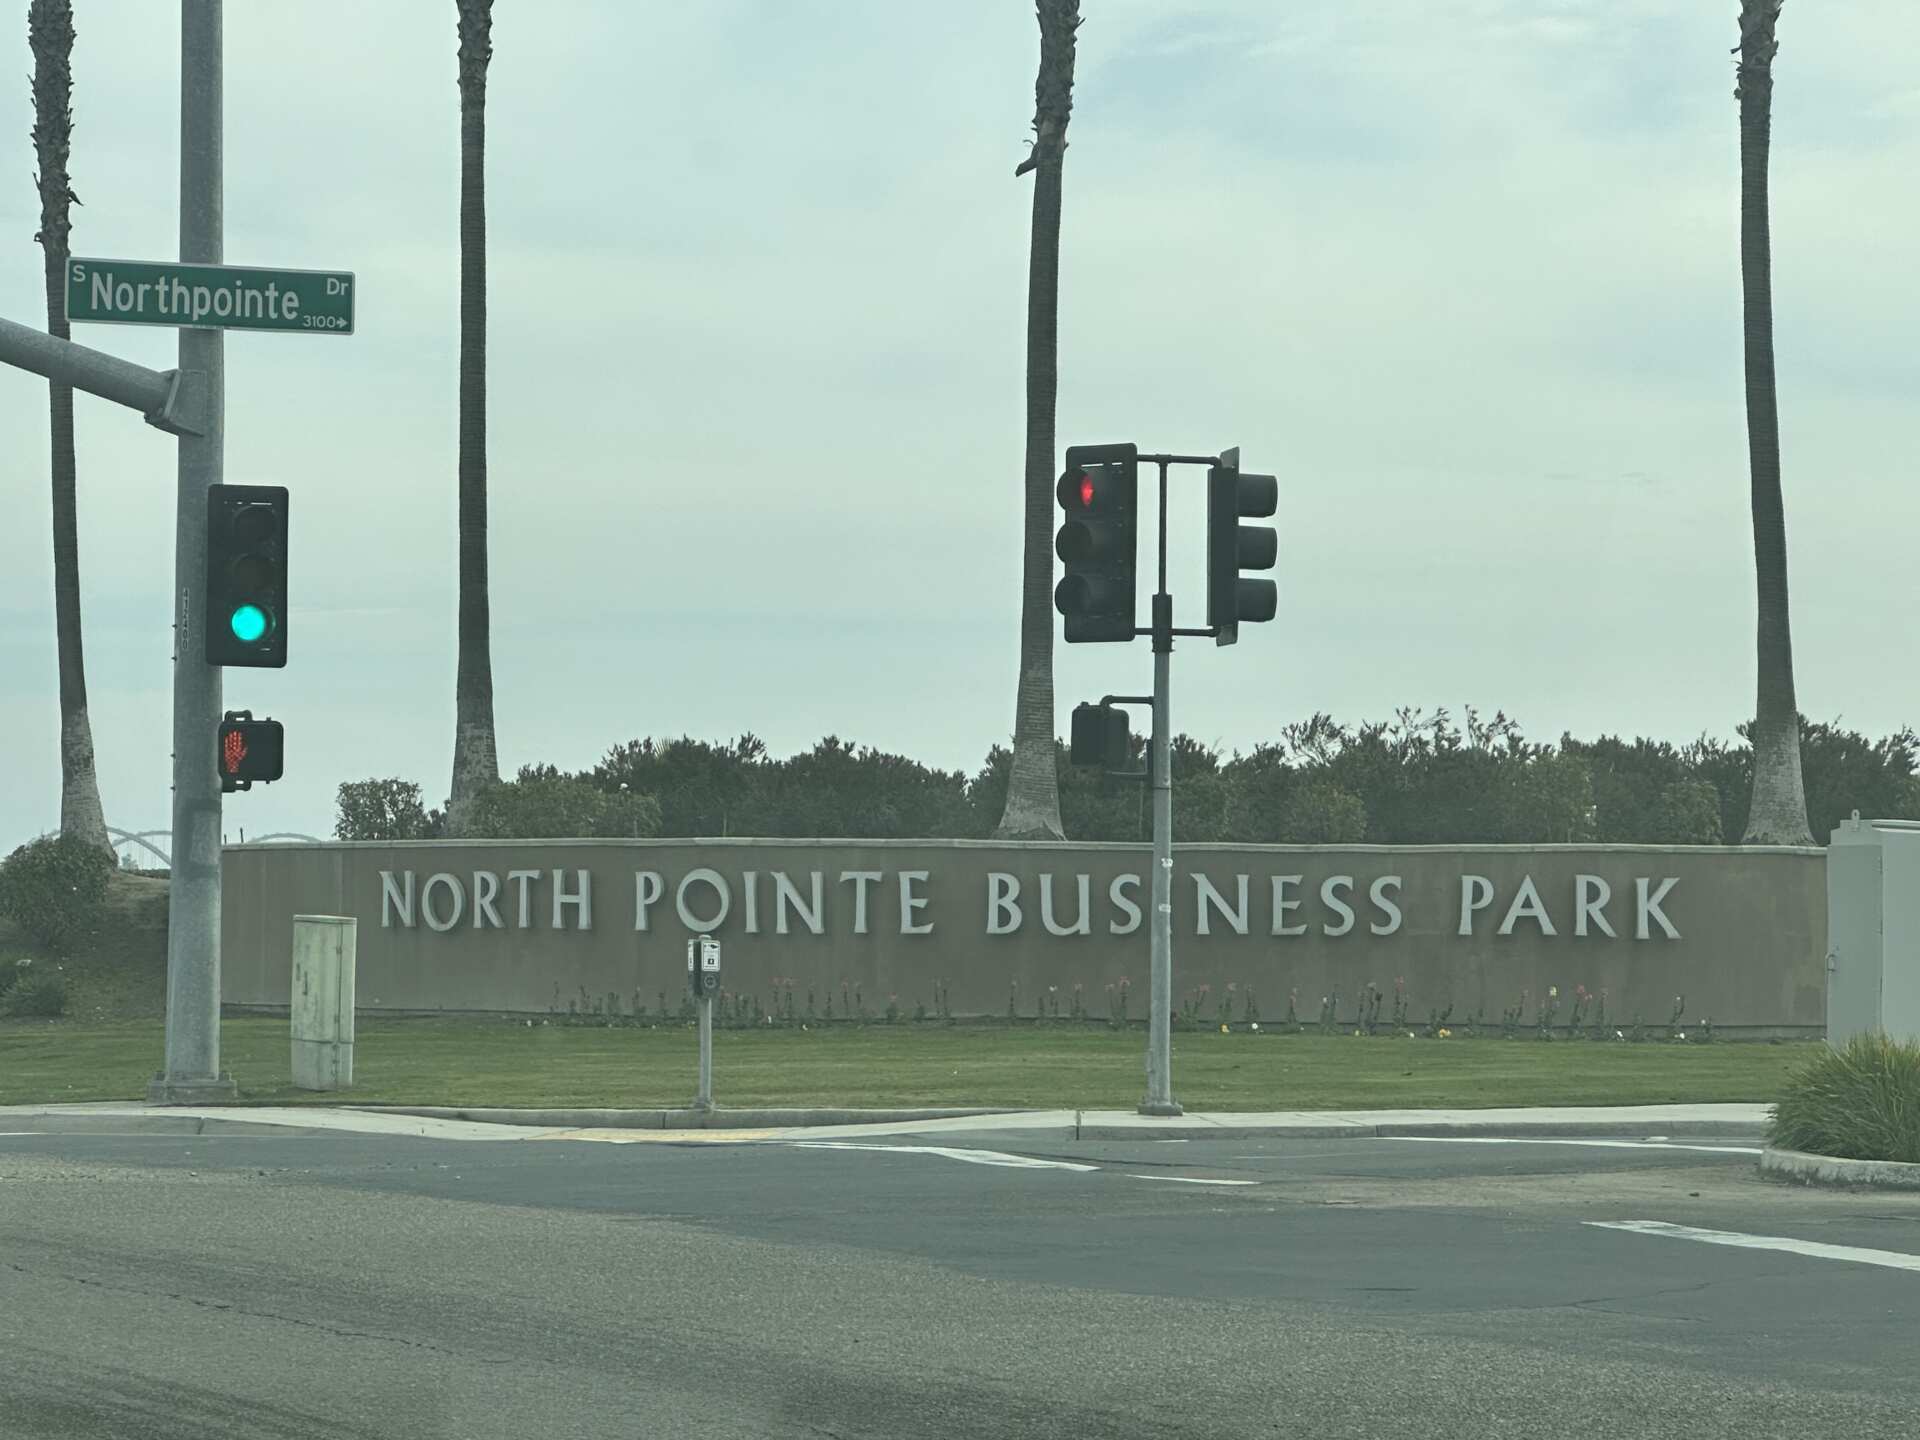 S Northpointe Dr
3100→
NORTH POINTE BUSINESS PARK